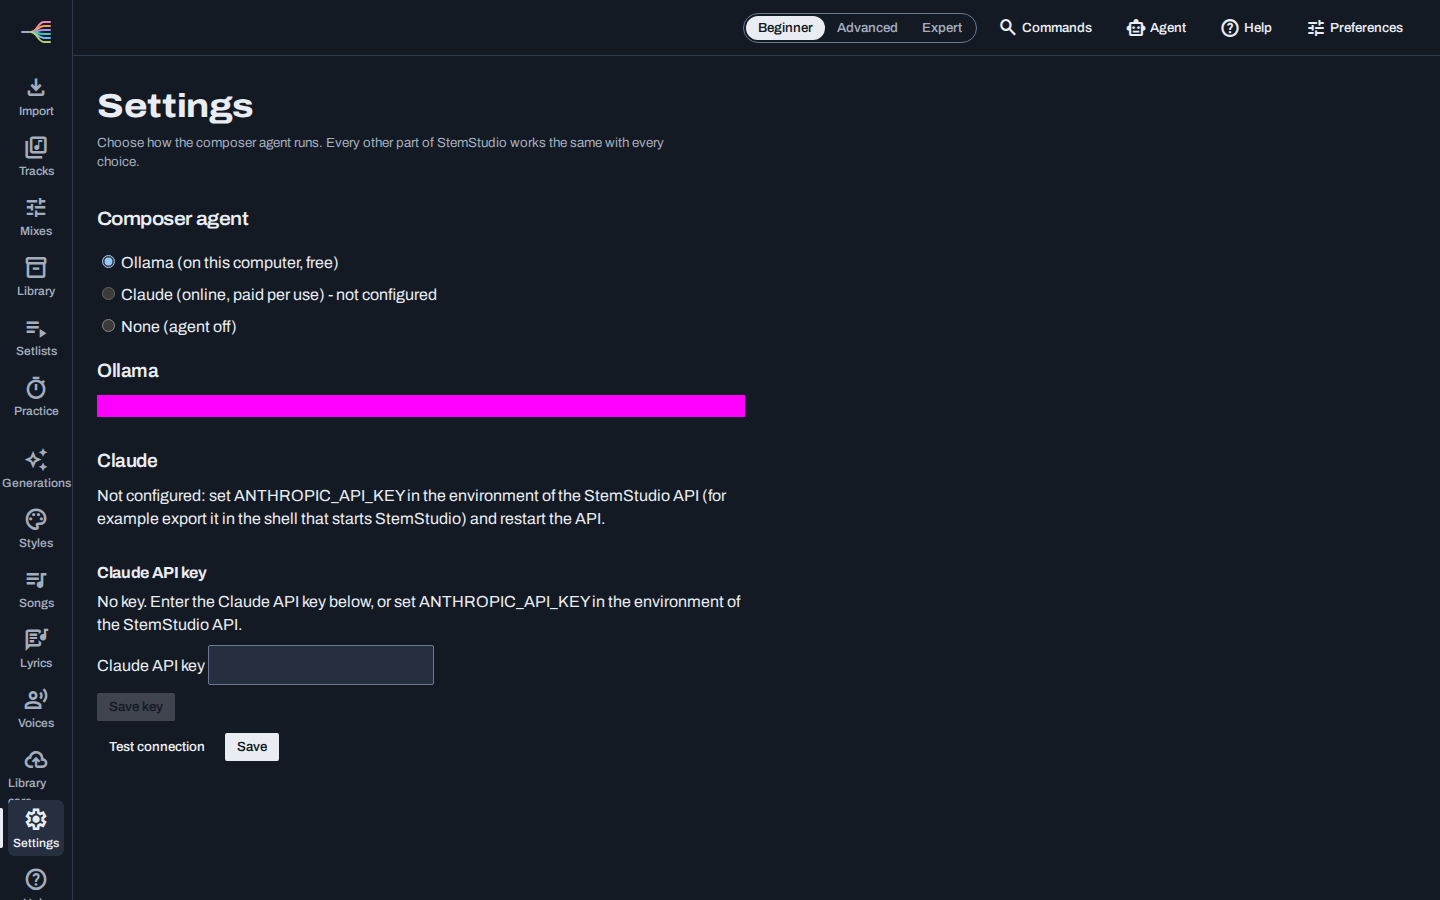 Beginner Advanced Expert Commands Agent Help Preferences
Import
Tracks
Mixes
Library
Setlists
Practice
Generations
Styles
Songs
Lyrics
Voices
Library
Settings
Settings
Choose how the composer agent runs. Every other part of StemStudio works the same with every
choice.
Composer agent
Ollama (on this computer, free)
Claude (online, paid per use) - not configured
None (agent off)
Ollama
Claude
Not configured: set ANTHROPIC_API_KEY in the environment of the StemStudio API (for
example export it in the shell that starts StemStudio) and restart the API.
Claude API key
No key. Enter the Claude API key below, or set ANTHROPIC_API_KEY in the environment of
the StemStudio API.
Claude API key
Save key
Test connection Save